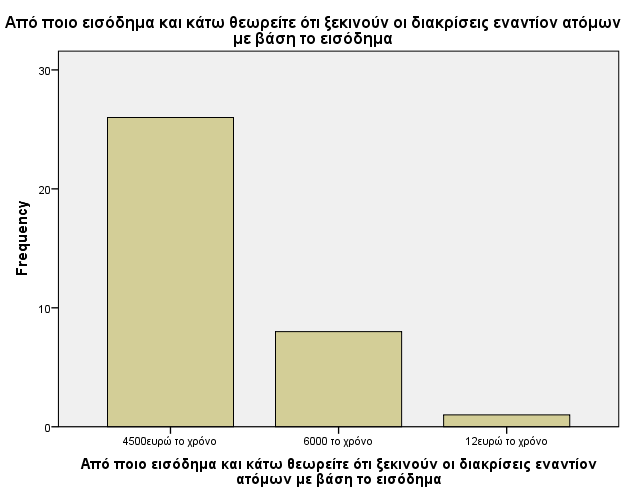 Από ποιο εισόδημα και κάτω θεωρείτε ότι ξεκινούν οι διακρίσεις εναντίον ατόμων
με βάση το εισόδημα
30
20
10
0
Frequency
4500ευρώ το χρόνο
6000 το χρόνο
12ευρώ το χρόνο
Από ποιο εισόδημα και κάτω θεωρείτε ότι ξεκινούν οι διακρίσεις εναντίον
ατόμων με βάση το εισόδημα